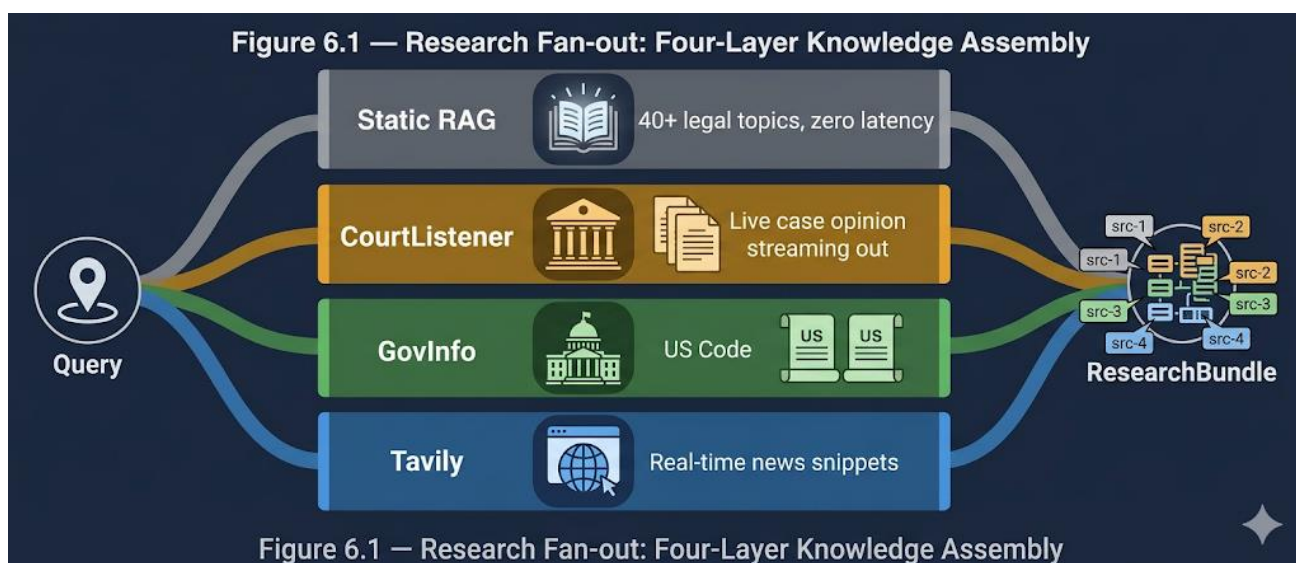 Figure 6.1 — Research Fan-out: Four-Layer Knowledge Assembly
Static RAG
40+ legal topics, zero latency
CourtListener
Live case opinion
streaming out
GovInfo
US Code
US
US
Tavily
Real-time news snippets
Query
src-1
src-2
src-1
src-2
src-3
src-3
src-4
src-4
ResearchBundle
Figure 6.1 — Research Fan-out: Four-Layer Knowledge Assembly